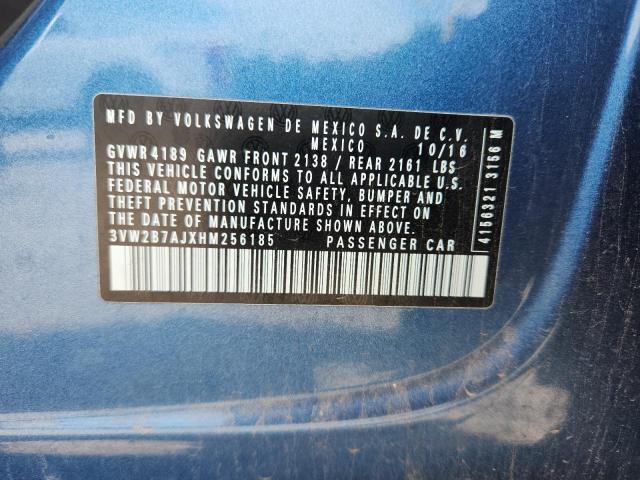 MFD BY VOLKSWAGEN DE MEXICO S.A. DE C.V.
MEXICO 10/16
GVWR 4189 GAWR FRONT 2138 / REAR 2161 LBS
THIS VEHICLE CONFORMS TO ALL APPLICABLE U.S.
FEDERAL MOTOR VEHICLE SAFETY, BUMPER AND
THEFT PREVENTION STANDARDS IN EFFECT ON THE
DATE OF MANUFACTURE SHOWN ABOVE.
3VW2B7AJXHM256185 PASSENGER CAR
4156321 3156 M